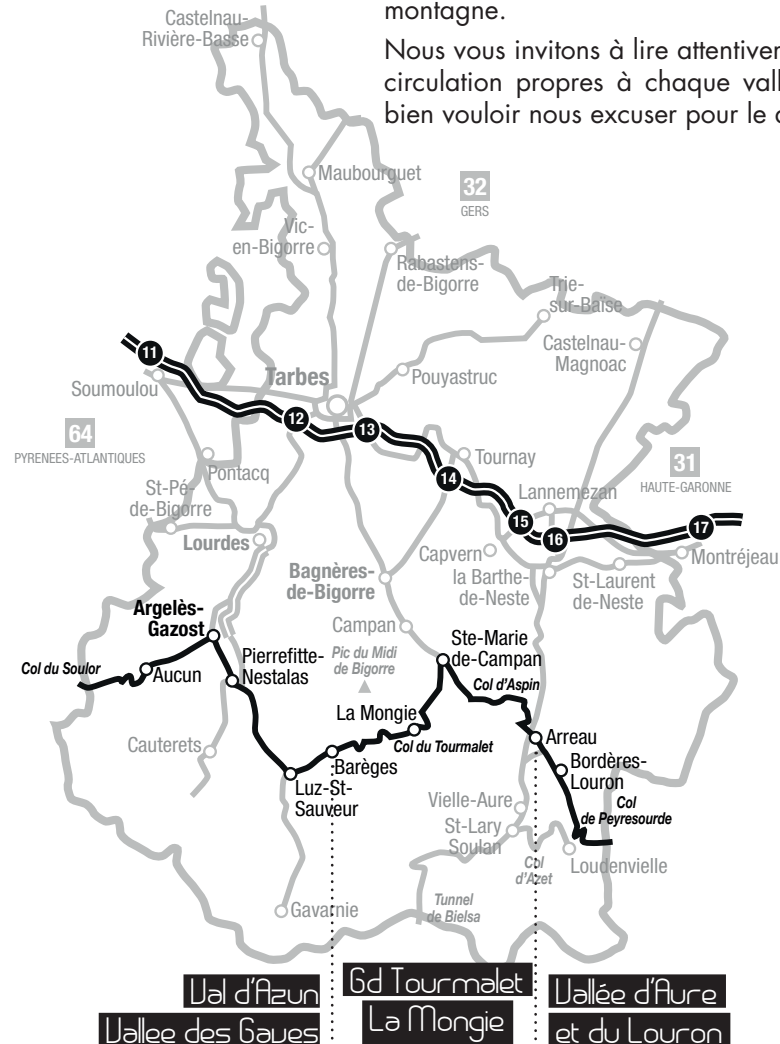 montagne.
Nous vous invitons à lire
circulation propres à chaque
bien vouloir nous excuser pour le
Castelnau-
Rivière-Basse
Maubourguet
32
GERS
Vic-
en-Bigorre
Rabastens-
de-Bigorre
Trie-
sur-Baïse
Castelnau-
Magnoac
11
Soumoulou
Tarbes
Pouyastruc
12
13
64
PYRENEES-ATLANTIQUES
Pontacq
Tournay
31
HAUTE-GARONNE
St-Pé-
de-Bigorre
14
Lannemezan
15
16
17
Lourdes
Capvern
Montréjeau
Bagnères-
de-Bigorre
la Barthe-
de-Neste
St-Laurent
de-Neste
Argelès-
Gazost
Campan
Ste-Marie
de-Campan
Col du Soulor
Aucun
Pierrefitte-
Nestalas
Pic du Midi
de Bigorre
Col d'Aspin
La Mongie
Arreau
Cauterets
Col du Tourmalet
Barèges
Bordères-
Louron
Luz-St-
Sauveur
Vielle-Aure
Col
de Peyresourde
St-Lary
Soulan
Col
d'Azet
Loudenvielle
Gavarnie
Tunnel
de Bielsa
Val d'Azun
Vallee des Gaves
Gd Tourmalet
La Mongie
Vallée d'Aure
et du Louron